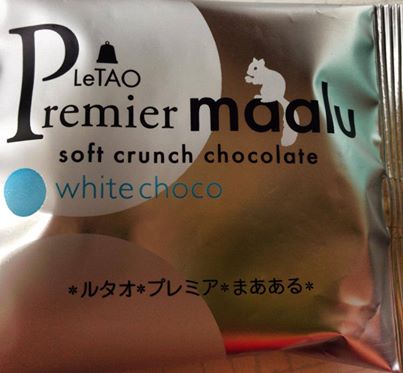 LeTAO
Premier maalu
soft crunch chocolate
white choco
*ルタオ*プレミア*まあある*